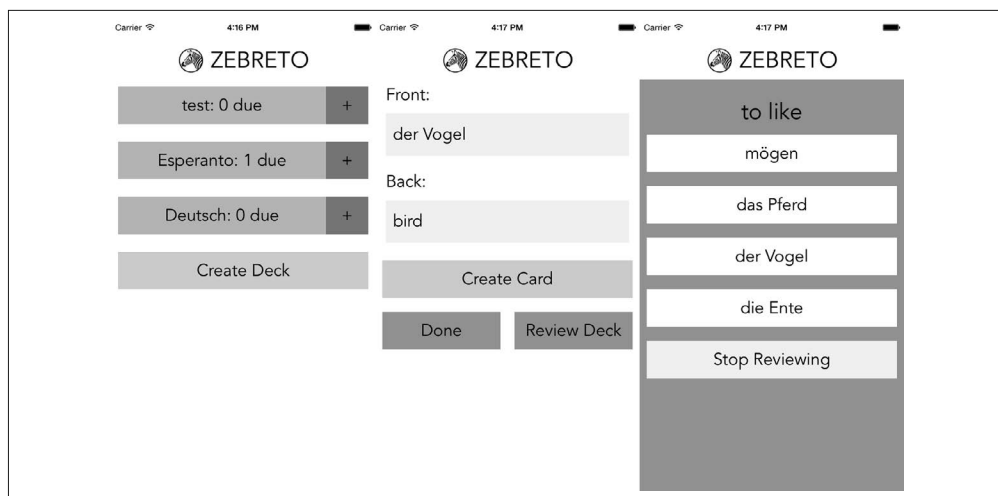 Carrier 4:16 PM
ZEBRETO
test: 0 due +
Esperanto: 1 due +
Deutsch: 0 due +
Create Deck
Carrier 4:17 PM
ZEBRETO
Front:
der Vogel
Back:
bird
Create Card
Done Review Deck
Carrier 4:17 PM
ZEBRETO
to like
mögen
das Pferd
der Vogel
die Ente
Stop Reviewing